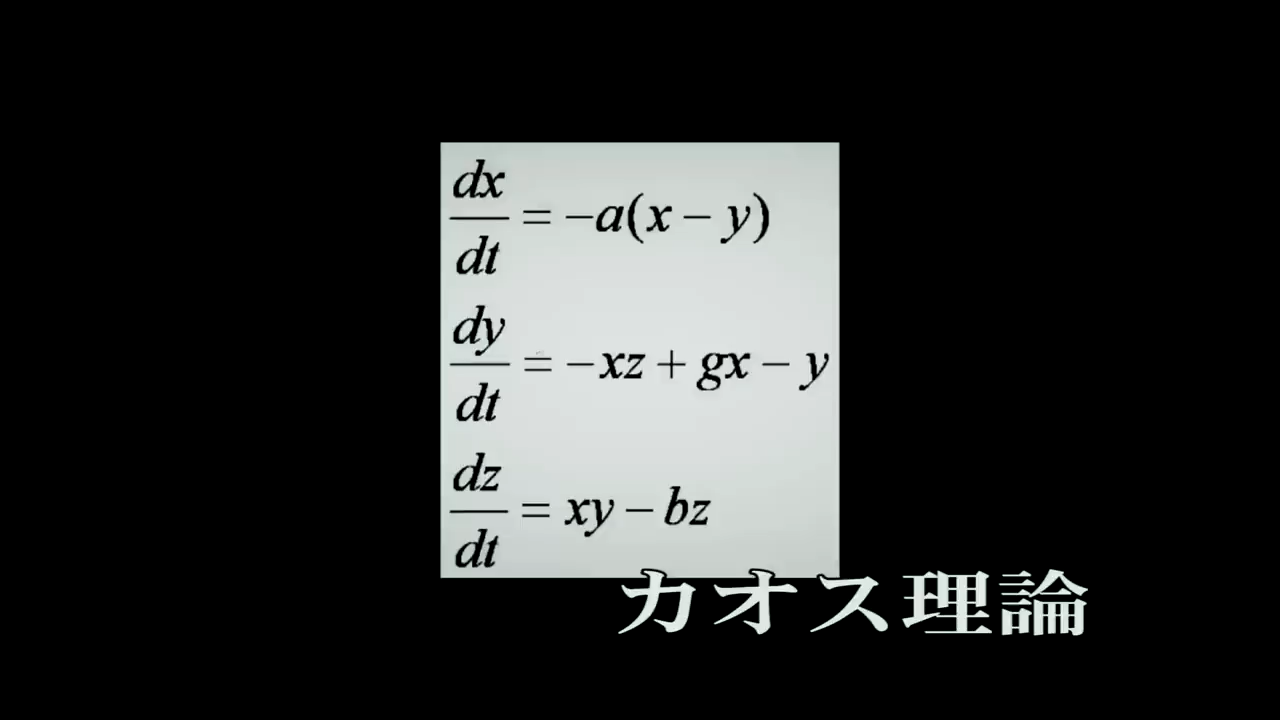 dx/dt = −a(x − y)
dy/dt = −xz + gx − y
dz/dt = xy − bz
カオス理論